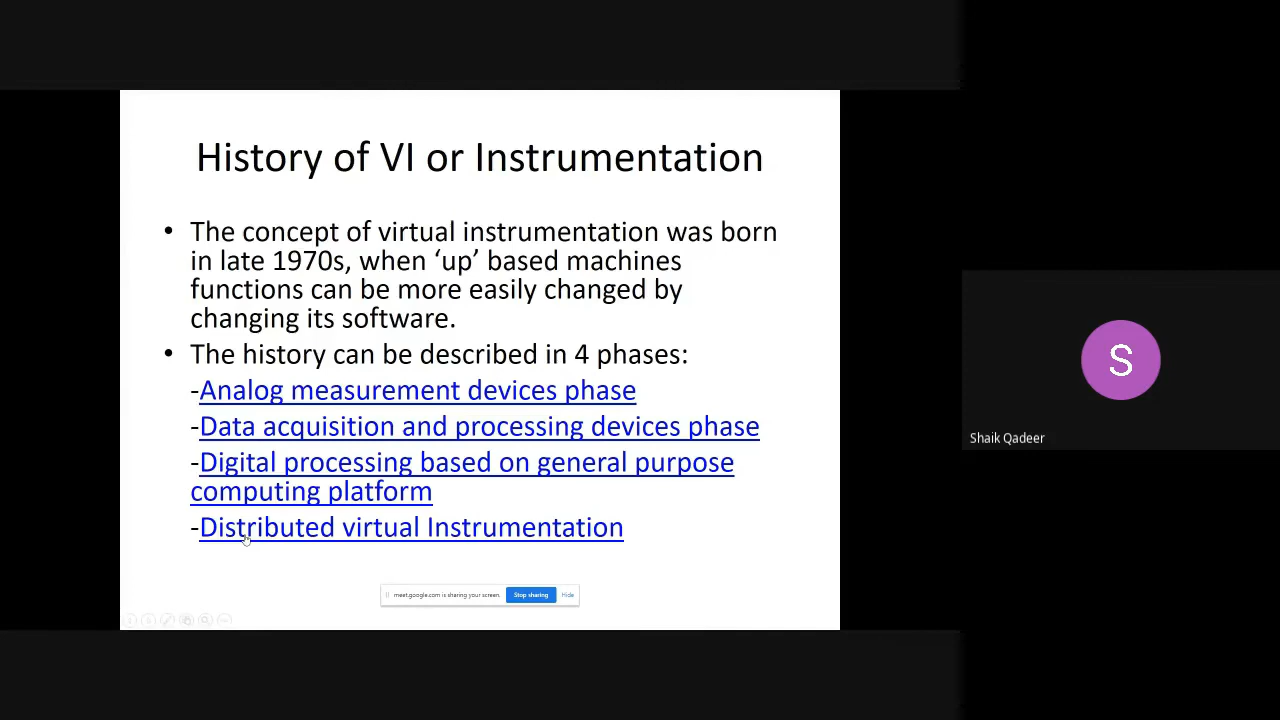 History of VI or Instrumentation
• The concept of virtual instrumentation was born
in late 1970s, when ‘up’ based machines
functions can be more easily changed by
changing its software.
• The history can be described in 4 phases:
-Analog measurement devices phase
-Data acquisition and processing devices phase
-Digital processing based on general purpose
computing platform
-Distributed virtual Instrumentation
meet.google.com is sharing your screen.
Stop sharing
Hide
S
Shaik Qadeer